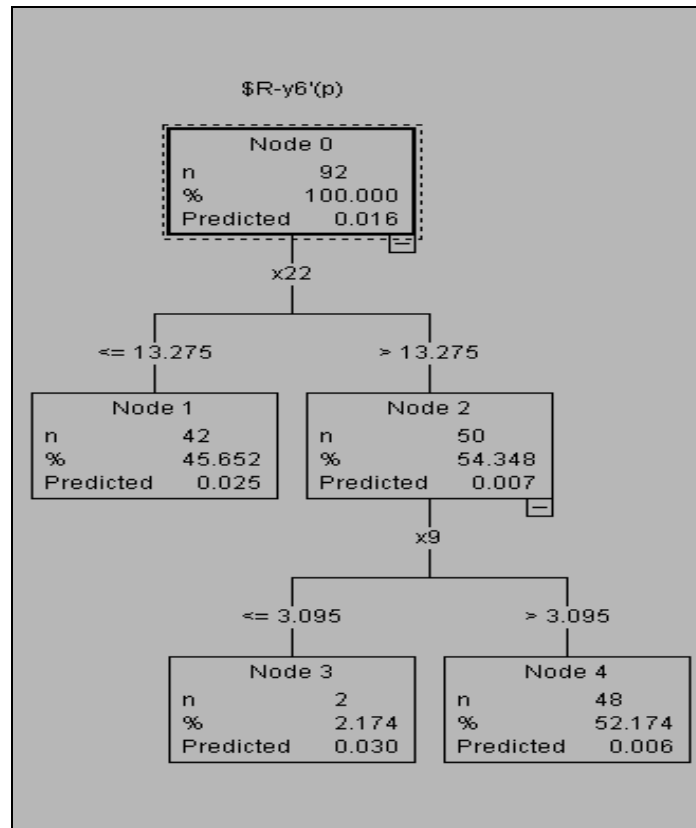 $R-y6'(p)
Node 0
n 92
% 100.000
Predicted 0.016
x22
<= 13.275 > 13.275
Node 1
n 42
% 45.652
Predicted 0.025
Node 2
n 50
% 54.348
Predicted 0.007
x9
<= 3.095 > 3.095
Node 3
n 2
% 2.174
Predicted 0.030
Node 4
n 48
% 52.174
Predicted 0.006